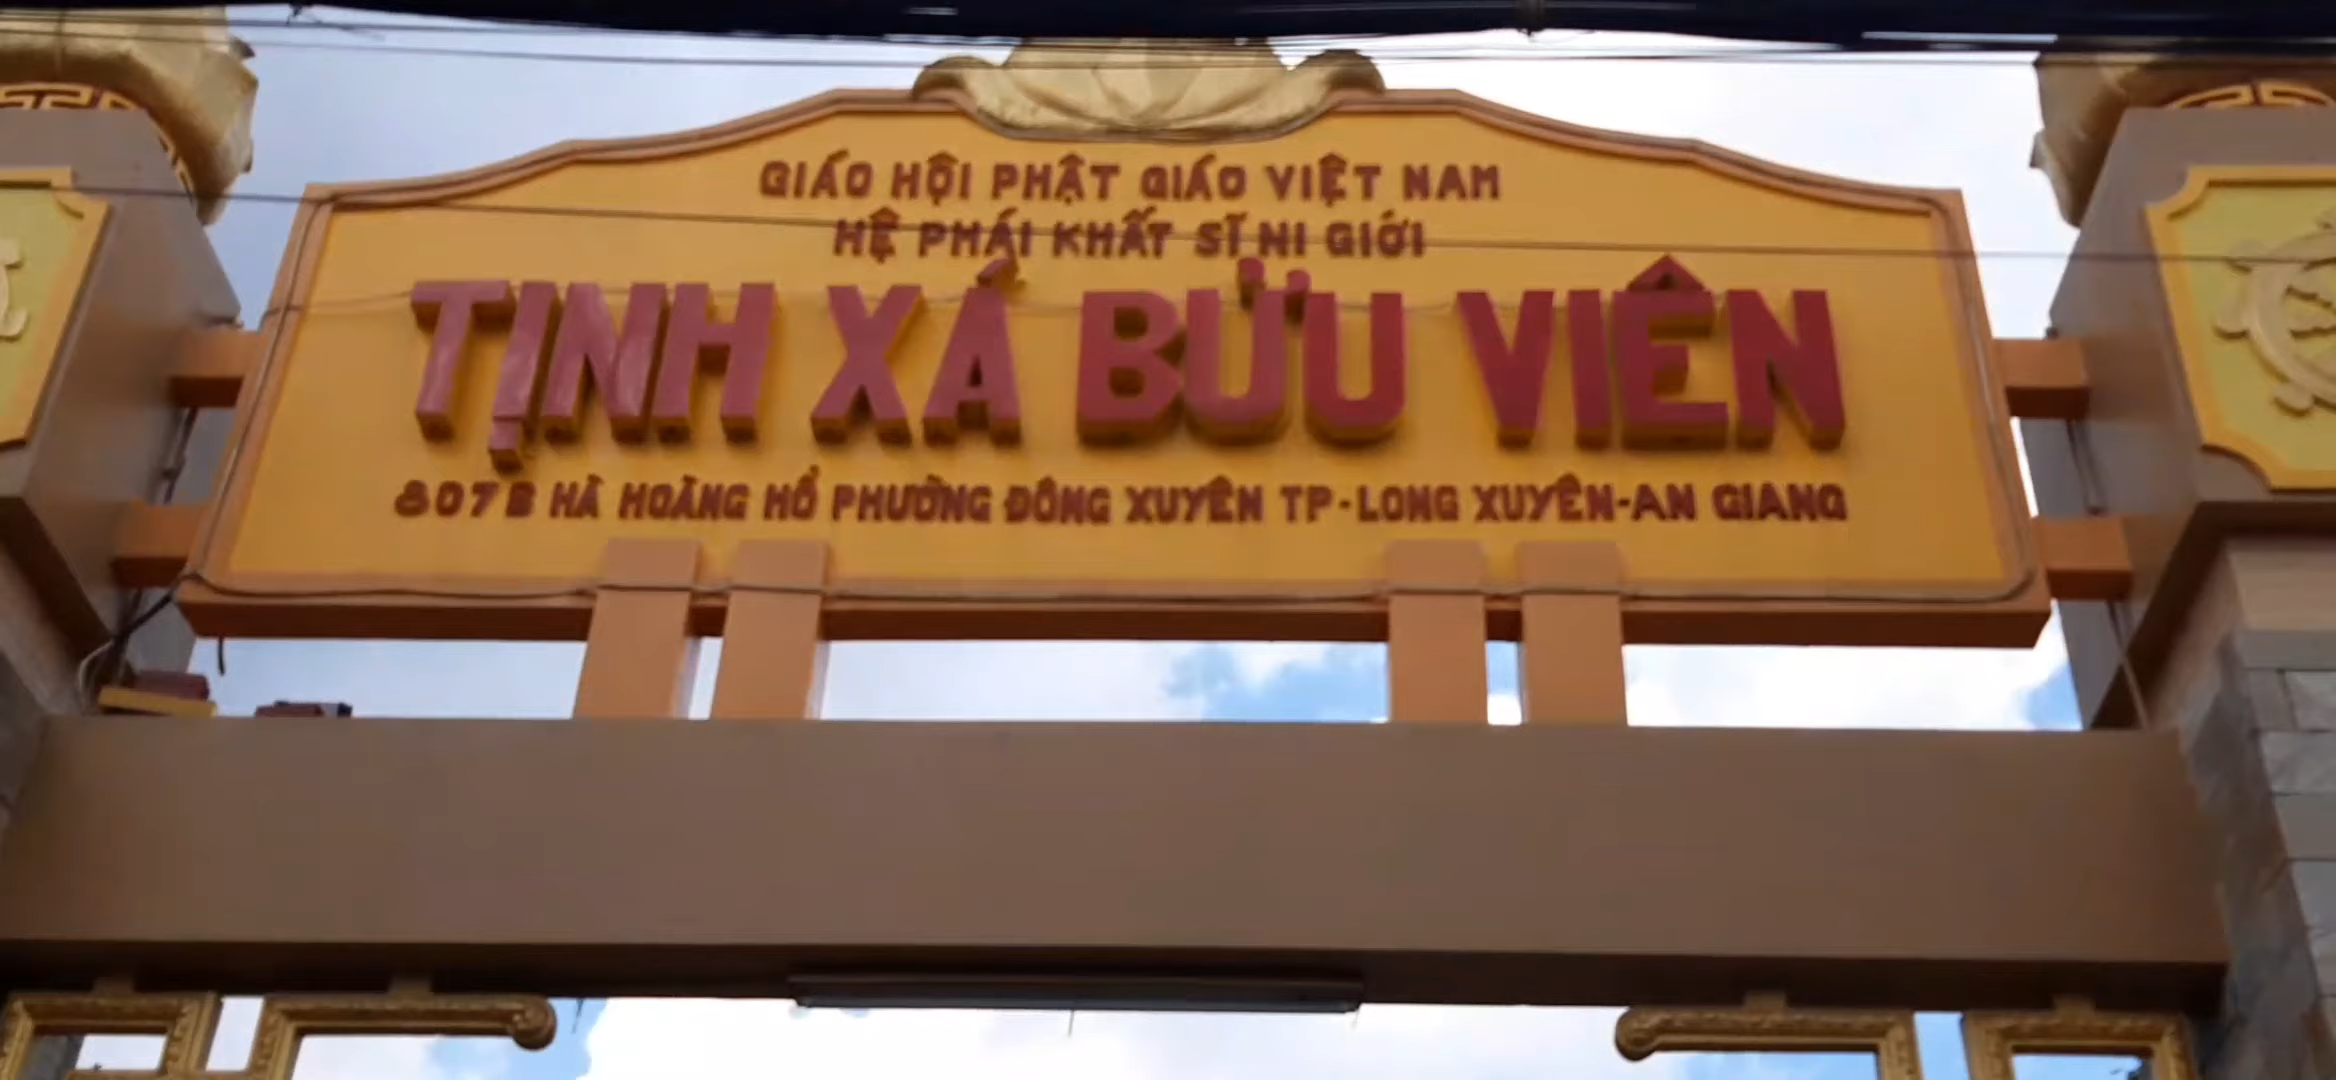 GIÁO HỘI PHẬT GIÁO VIỆT NAM
HỆ PHÁI KHẤT SĨ NI GIỚI
TỊNH XÁ BỬU VIÊN
807B HÀ HOÀNG HỔ PHƯỜNG ĐÔNG XUYÊN TP-LONG XUYÊN-AN GIANG